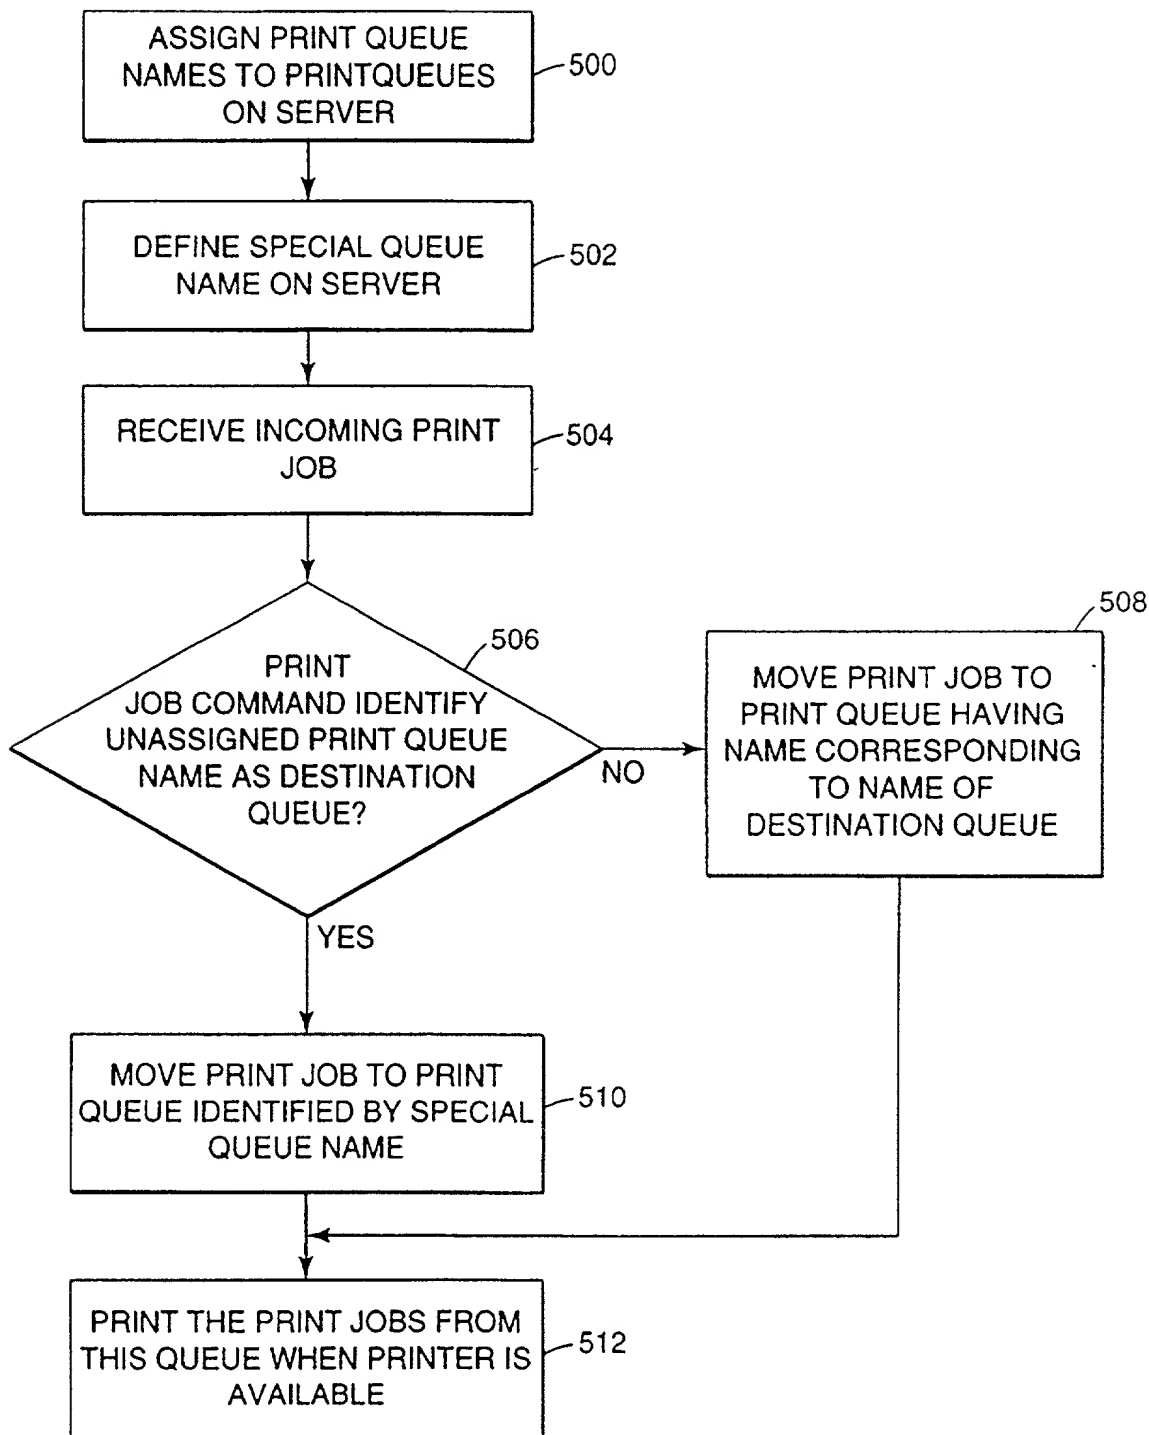 ASSIGN PRINT QUEUE
NAMES TO PRINTQUEUES
ON SERVER
500
DEFINE SPECIAL QUEUE
NAME ON SERVER
502
RECEIVE INCOMING PRINT
JOB
504
506
PRINT
JOB COMMAND IDENTIFY
UNASSIGNED PRINT QUEUE
NAME AS DESTINATION
QUEUE?
NO
YES
508
MOVE PRINT JOB TO
PRINT QUEUE HAVING
NAME CORRESPONDING
TO NAME OF
DESTINATION QUEUE
MOVE PRINT JOB TO PRINT
QUEUE IDENTIFIED BY SPECIAL
QUEUE NAME
510
PRINT THE PRINT JOBS FROM
THIS QUEUE WHEN PRINTER IS
AVAILABLE
512